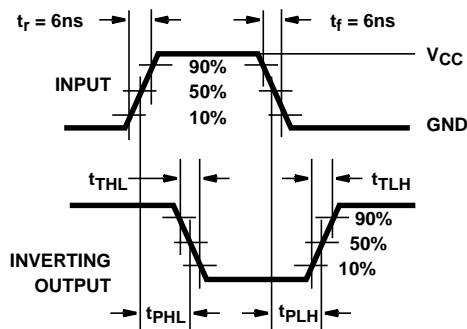 tr = 6ns
tf = 6ns
VCC
90%
INPUT
50%
10%
GND
tTHL
tTLH
90%
50%
INVERTING
OUTPUT
10%
tPHL
tPLH